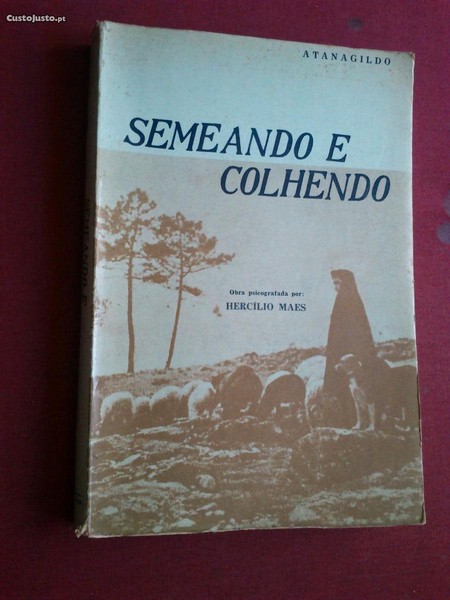 CustoJusto.pt
ATANAGILDO
SEMEANDO E
COLHENDO
Obra psicografada por:
HERCÍLIO MAES